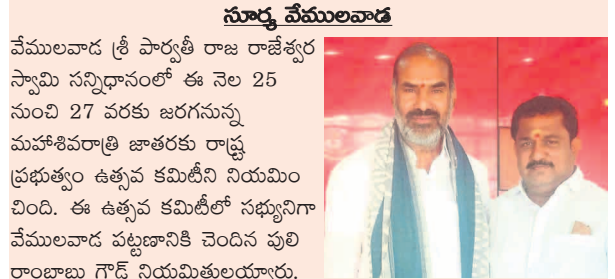 సూర్య వేములవాడ
వేములవాడ శ్రీ పార్వతీ రాజ రాజేశ్వర
స్వామి సన్నిధానంలో ఈ నెల 25
నుంచి 27 వరకు జరగనున్న
మహాశివరాత్రి జాతరకు రాష్ట్ర
ప్రభుత్వం ఉత్సవ కమిటీని నియమిం
చింది. ఈ ఉత్సవ కమిటీలో సభ్యునిగా
వేములవాడ పట్టణానికి చెందిన పులి
రాంబాబు గౌడ్ నియమితులయ్యారు.